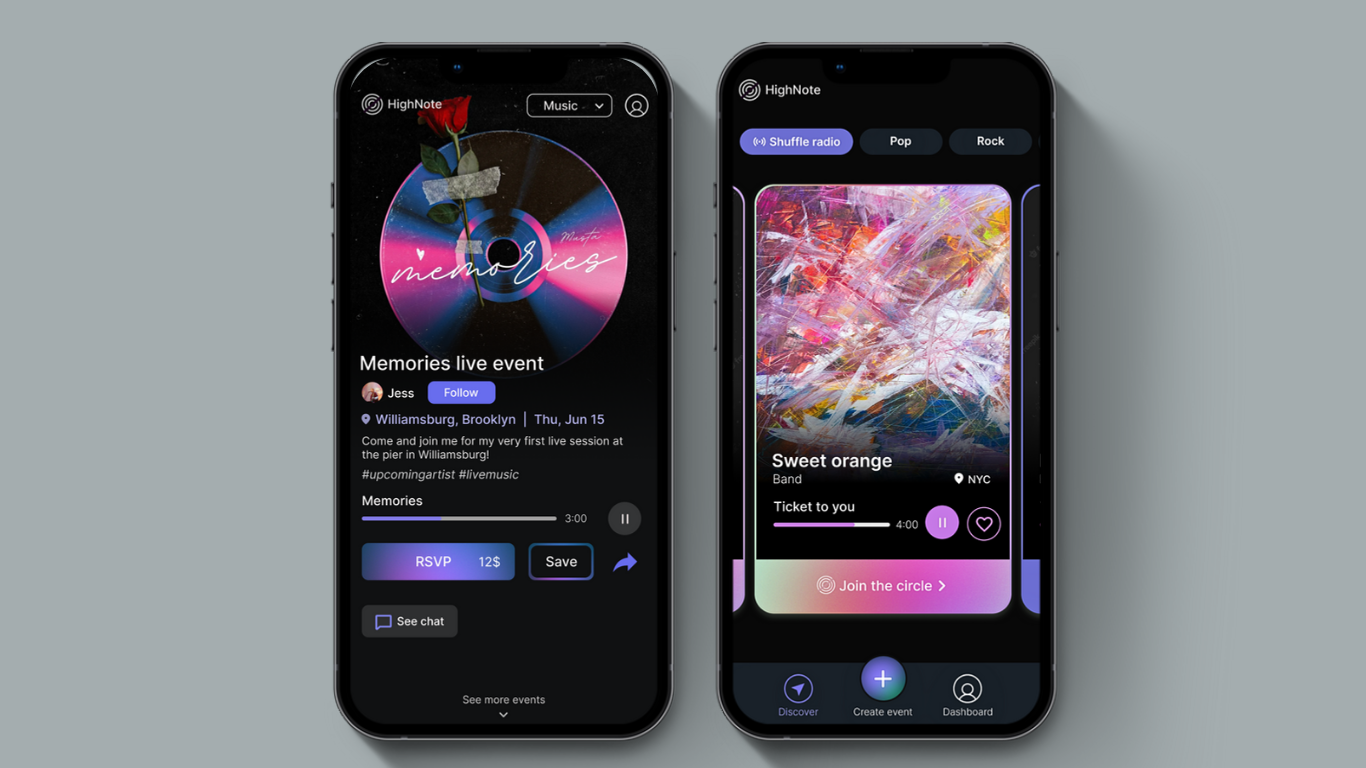 HighNote
Music
Masta
memories
Memories live event
Jess
Follow
Williamsburg, Brooklyn | Thu, Jun 15
Come and join me for my very first live session at
the pier in Williamsburg!
#upcomingartist #livemusic
Memories
3:00
RSVP 12$
Save
See chat
See more events
HighNote
Shuffle radio
Pop
Rock
Sweet orange
Band
NYC
Ticket to you
4:00
Join the circle
Discover
Create event
Dashboard